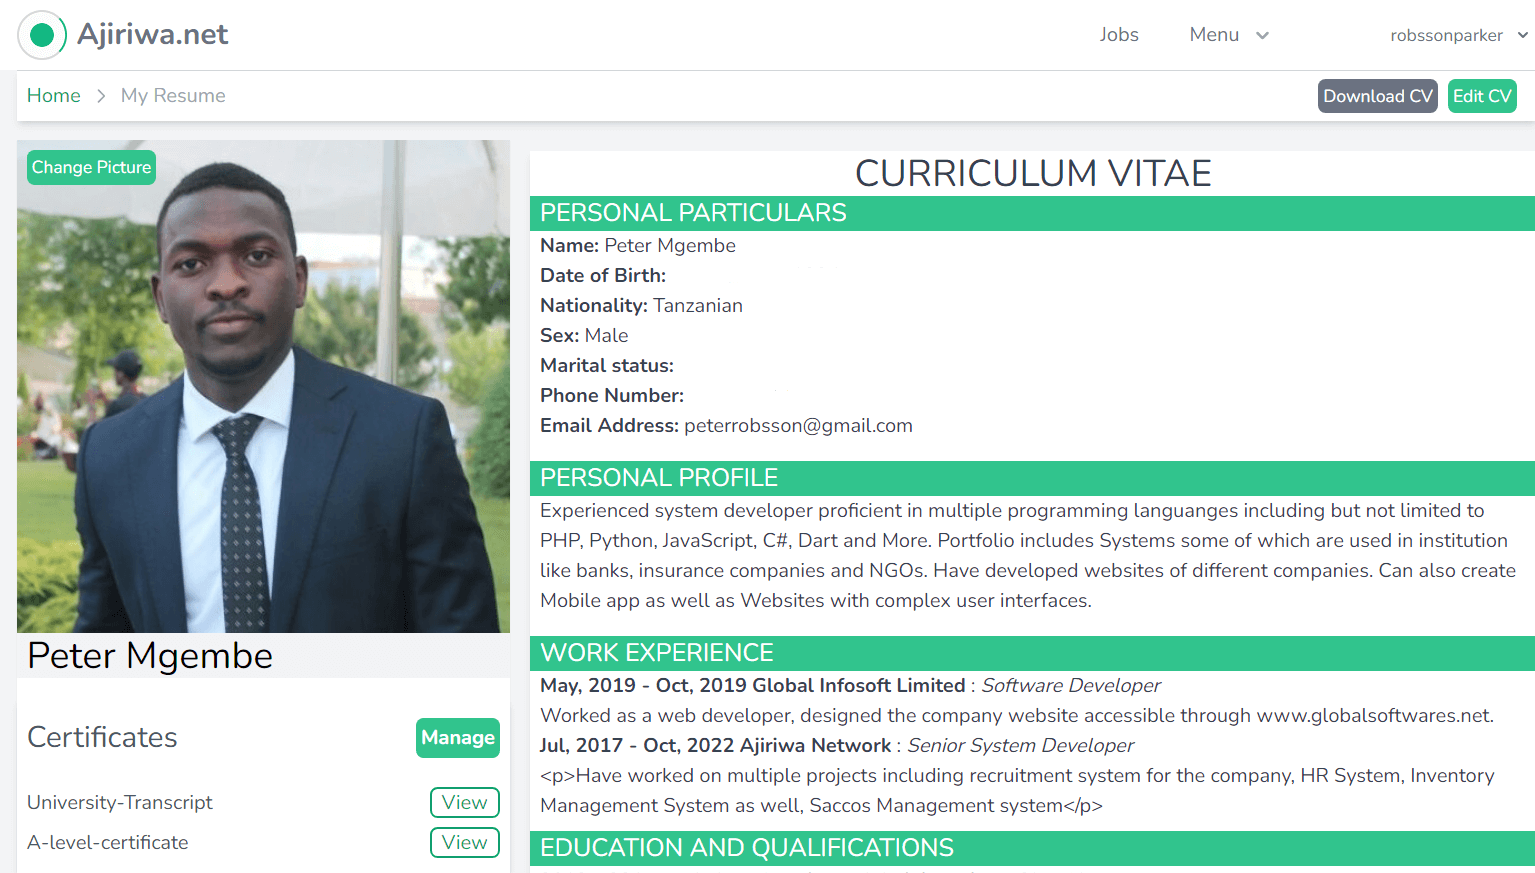 Ajiriwa.net
Jobs
Menu
robssonparker
Home
My Resume
Download CV
Edit CV
Change Picture
Peter Mgembe
Certificates
Manage
University-Transcript
View
A-level-certificate
View
CURRICULUM VITAE
PERSONAL PARTICULARS
Name: Peter Mgembe
Date of Birth:
Nationality: Tanzanian
Sex: Male
Marital status:
Phone Number:
Email Address: peterrobsson@gmail.com
PERSONAL PROFILE
Experienced system developer proficient in multiple programming languanges including but not limited to
PHP, Python, JavaScript, C#, Dart and More. Portfolio includes Systems some of which are used in institution
like banks, insurance companies and NGOs. Have developed websites of different companies. Can also create
Mobile app as well as Websites with complex user interfaces.
WORK EXPERIENCE
May, 2019 - Oct, 2019 Global Infosoft Limited : Software Developer
Worked as a web developer, designed the company website accessible through www.globalsoftwares.net.
Jul, 2017 - Oct, 2022 Ajiriwa Network : Senior System Developer
<p>Have worked on multiple projects including recruitment system for the company, HR System, Inventory
Management System as well, Saccos Management system</p>
EDUCATION AND QUALIFICATIONS